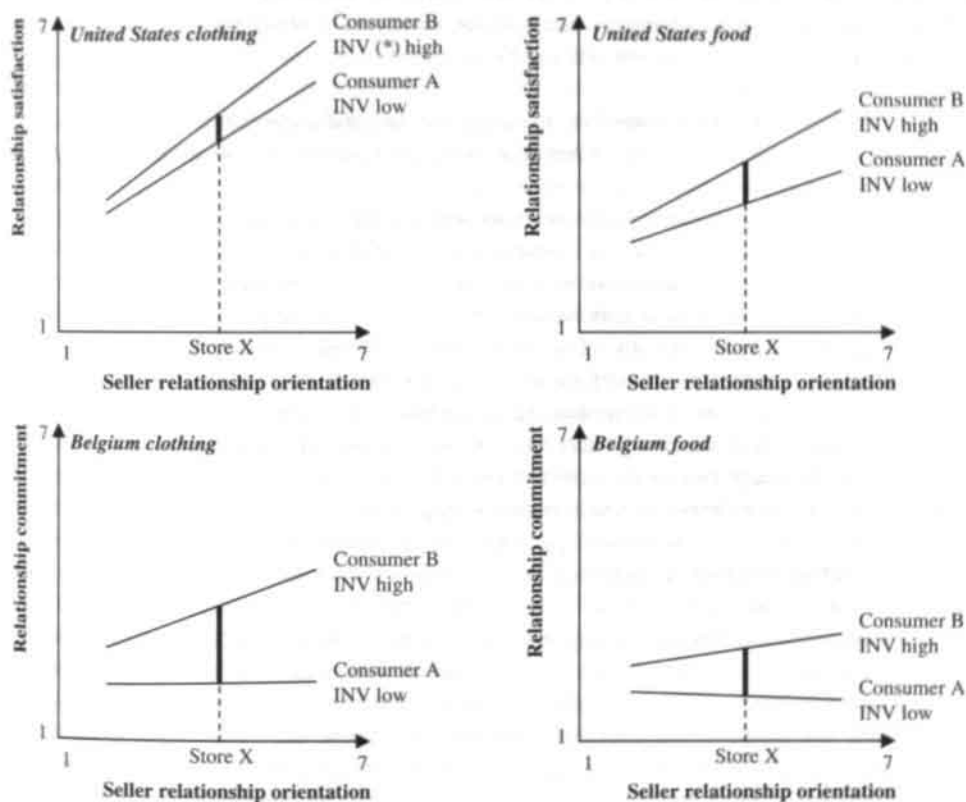 7
United States clothing
Consumer B
INV (*) high
Consumer A
INV low
Relationship satisfaction
1
1
Store X
7
Seller relationship orientation
7
United States food
Consumer B
INV high
Consumer A
INV low
Relationship satisfaction
1
1
Store X
7
Seller relationship orientation
7
Belgium clothing
Consumer B
INV high
Consumer A
INV low
Relationship commitment
1
1
Store X
7
Seller relationship orientation
7
Belgium food
Consumer B
INV high
Consumer A
INV low
Relationship commitment
1
1
Store X
7
Seller relationship orientation